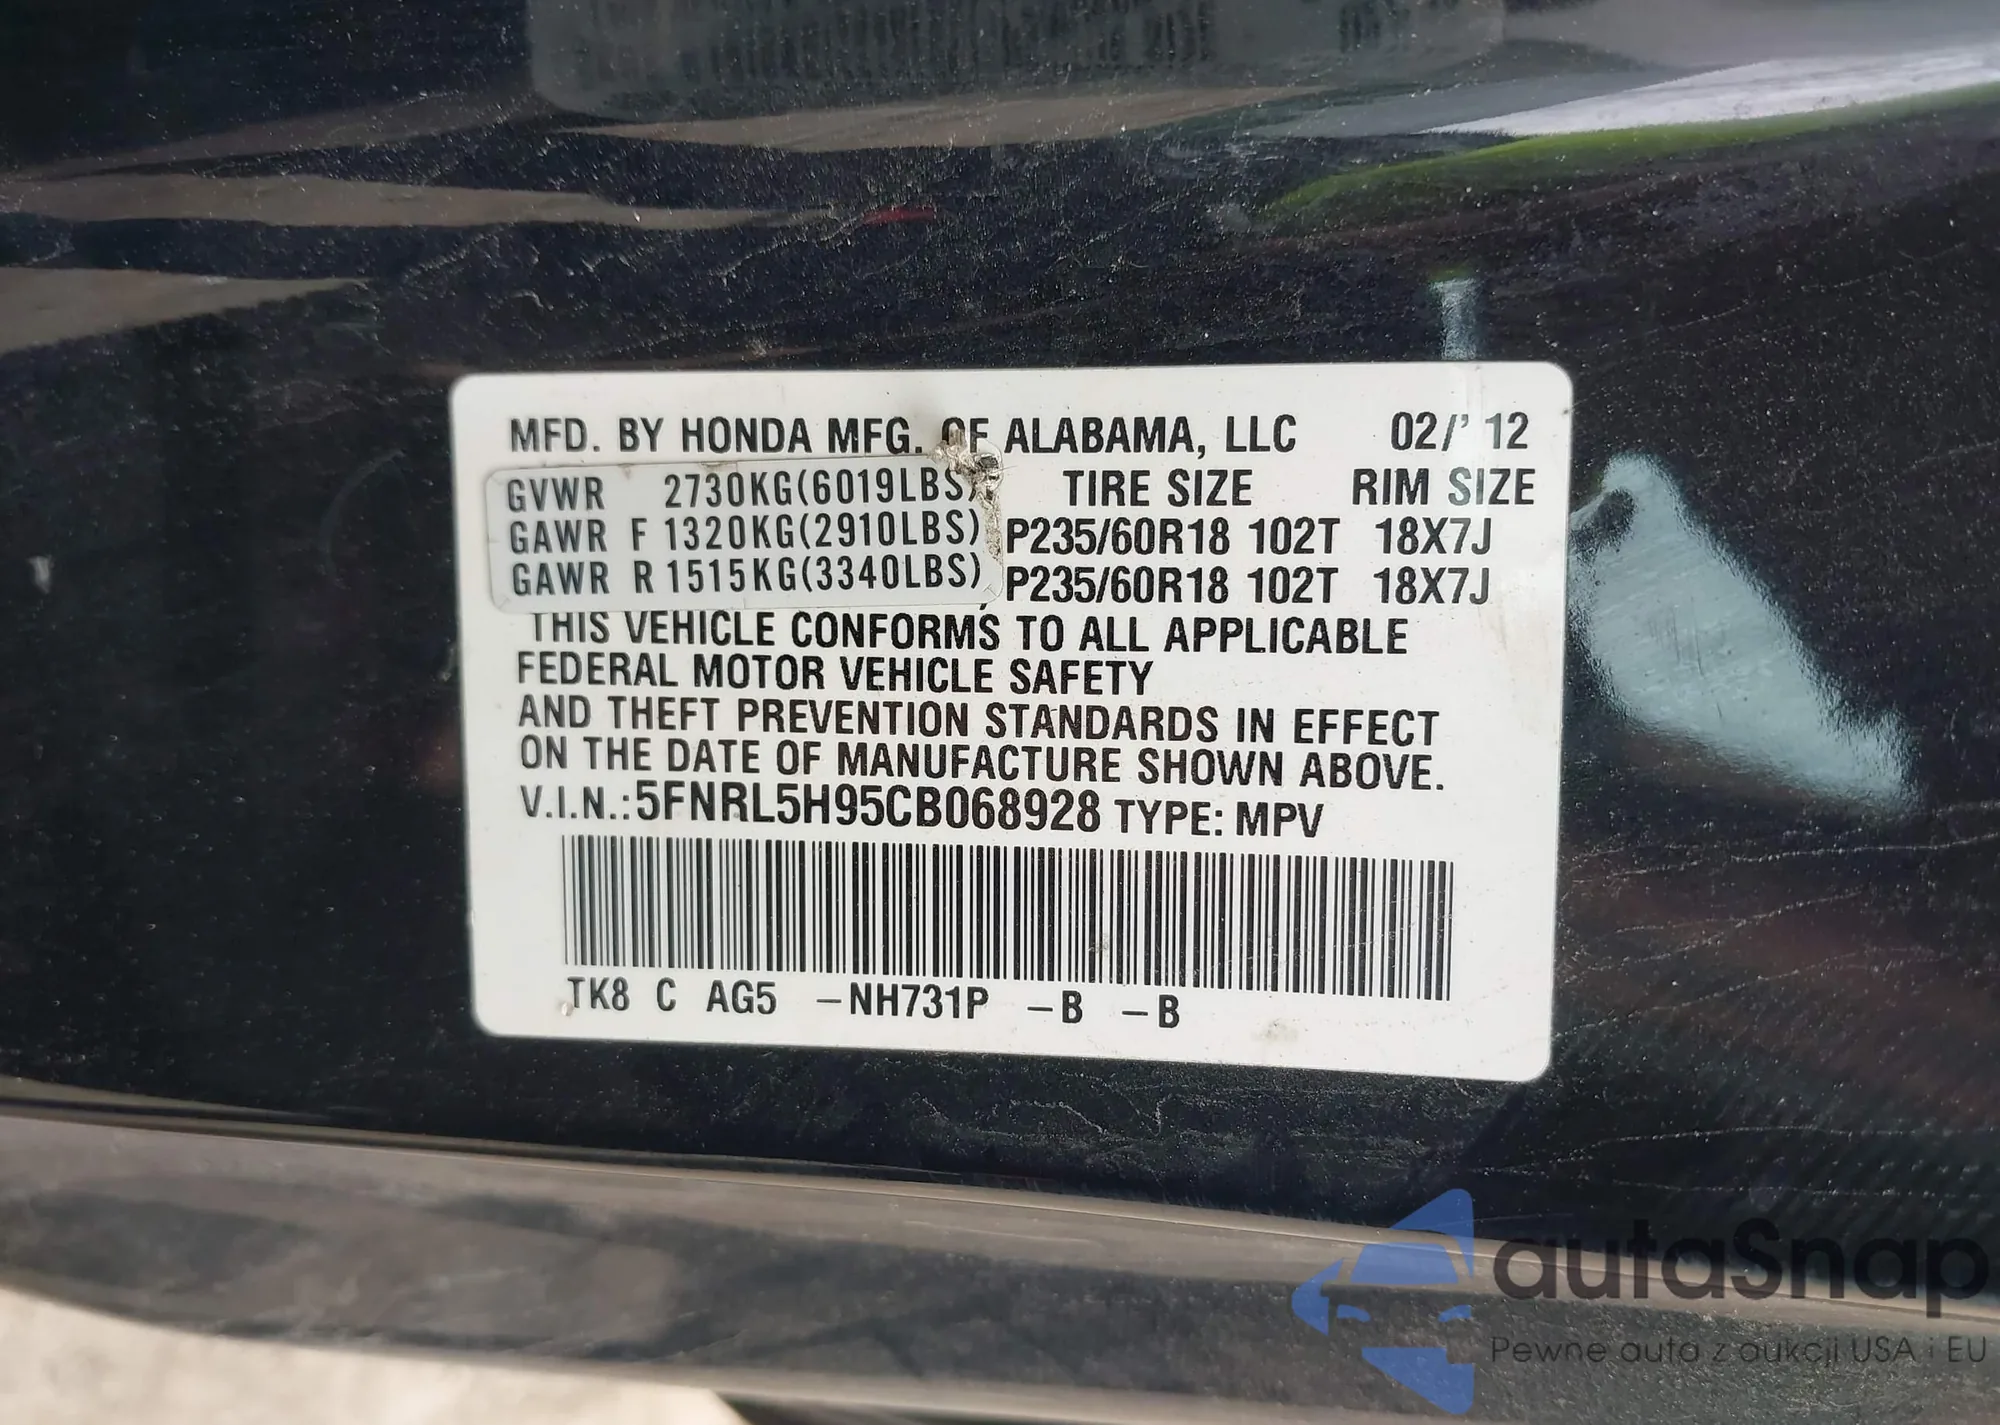 MFD. BY HONDA MFG. OF ALABAMA, LLC 02/'12
GVWR 2730KG(6019LBS) TIRE SIZE RIM SIZE
GAWR F 1320KG(2910LBS) P235/60R18 102T 18X7J
GAWR R 1515KG(3340LBS) P235/60R18 102T 18X7J
THIS VEHICLE CONFORMS TO ALL APPLICABLE
FEDERAL MOTOR VEHICLE SAFETY
AND THEFT PREVENTION STANDARDS IN EFFECT
ON THE DATE OF MANUFACTURE SHOWN ABOVE.
V.I.N.: 5FNRL5H95CB068928 TYPE: MPV
TK8 C AG5 -NH731P -B -B
autaSnap
Pewne auta z aukcji USA i EU